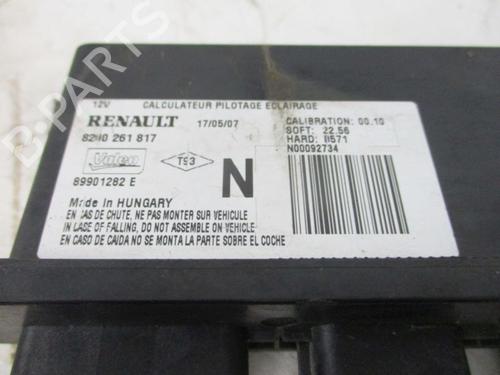 12V CALCULATEUR PILOTAGE ECLAIRAGE
RENAULT 17/05/07
CALIBRATION: 00.10
8200 261 817
SOFT: 22.56
HARD: II571
Valeo
T93
N
N00092734
89901282 E
Made in HUNGARY
EN CAS DE CHUTE, NE PAS MONTER SUR VEHICULE
IN CASE OF FALLING, DO NOT ASSEMBLE ON VEHICLE
EN CASO DE CAIDA NO SE MONTA LA PARTE SOBRE EL COCHE